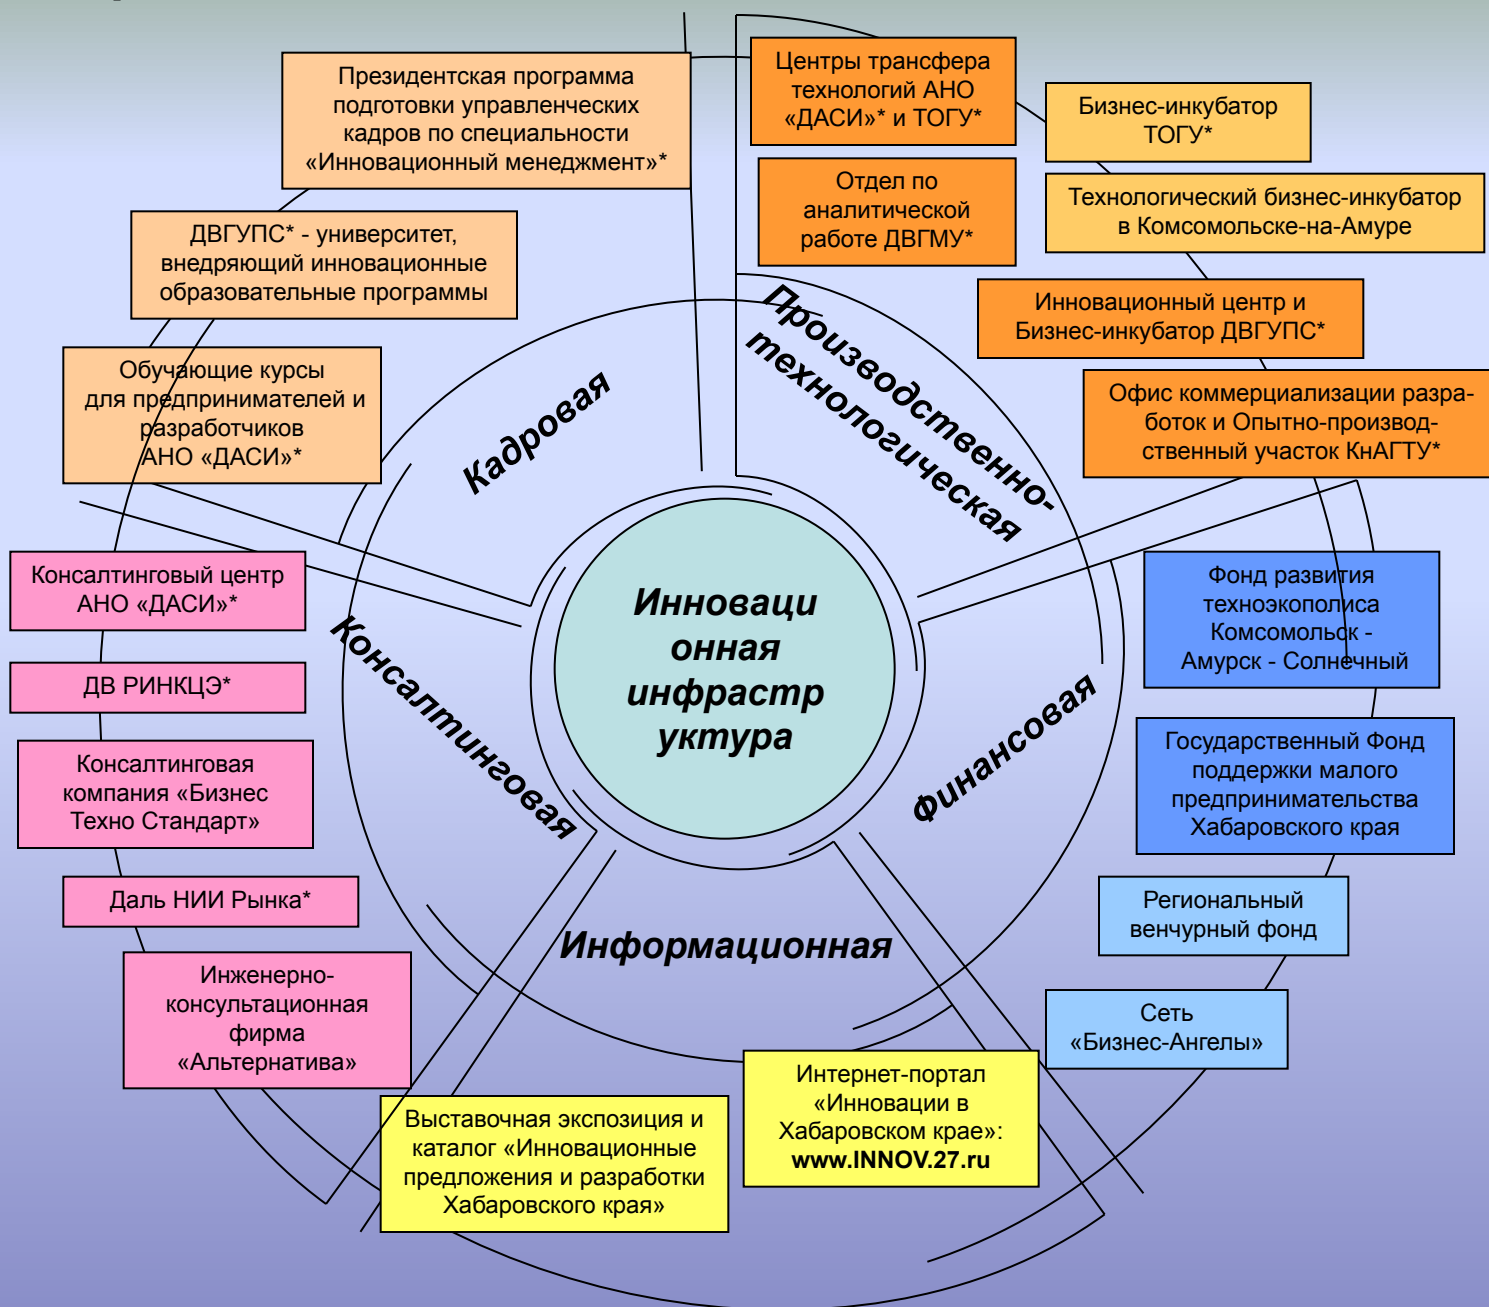 Президентская программа
подготовки управленческих
кадров по специальности
«Инновационный менеджмент»*
Центры трансфера
технологий АНО
«ДАСИ»* и ТОГУ*
Бизнес-инкубатор
ТОГУ*
Отдел по
аналитической
работе ДВГМУ*
Технологический бизнес-инкубатор
в Комсомольске-на-Амуре
ДВГУПС* - университет,
внедряющий инновационные
образовательные программы
Инновационный центр и
Бизнес-инкубатор ДВГУПС*
Обучающие курсы
для предпринимателей и
разработчиков
АНО «ДАСИ»*
Кадровая
Производственно-
технологическая
Офис коммерциализации разра-
боток и Опытно-производ-
ственный участок КнАГТУ*
Консалтинговый центр
АНО «ДАСИ»*
Инноваци
онная
инфрастр
уктура
Фонд развития
техноэкополиса
Комсомольск -
Амурск - Солнечный
ДВ РИНКЦЭ*
Консалтинговая
Финансовая
Консалтинговая
компания «Бизнес
Техно Стандарт»
Государственный Фонд
поддержки малого
предпринимательства
Хабаровского края
Даль НИИ Рынка*
Информационная
Региональный
венчурный фонд
Инженерно-
консультационная
фирма
«Альтернатива»
Сеть
«Бизнес-Ангелы»
Выставочная экспозиция и
каталог «Инновационные
предложения и разработки
Хабаровского края»
Интернет-портал
«Инновации в
Хабаровском крае»:
www.INNOV.27.ru